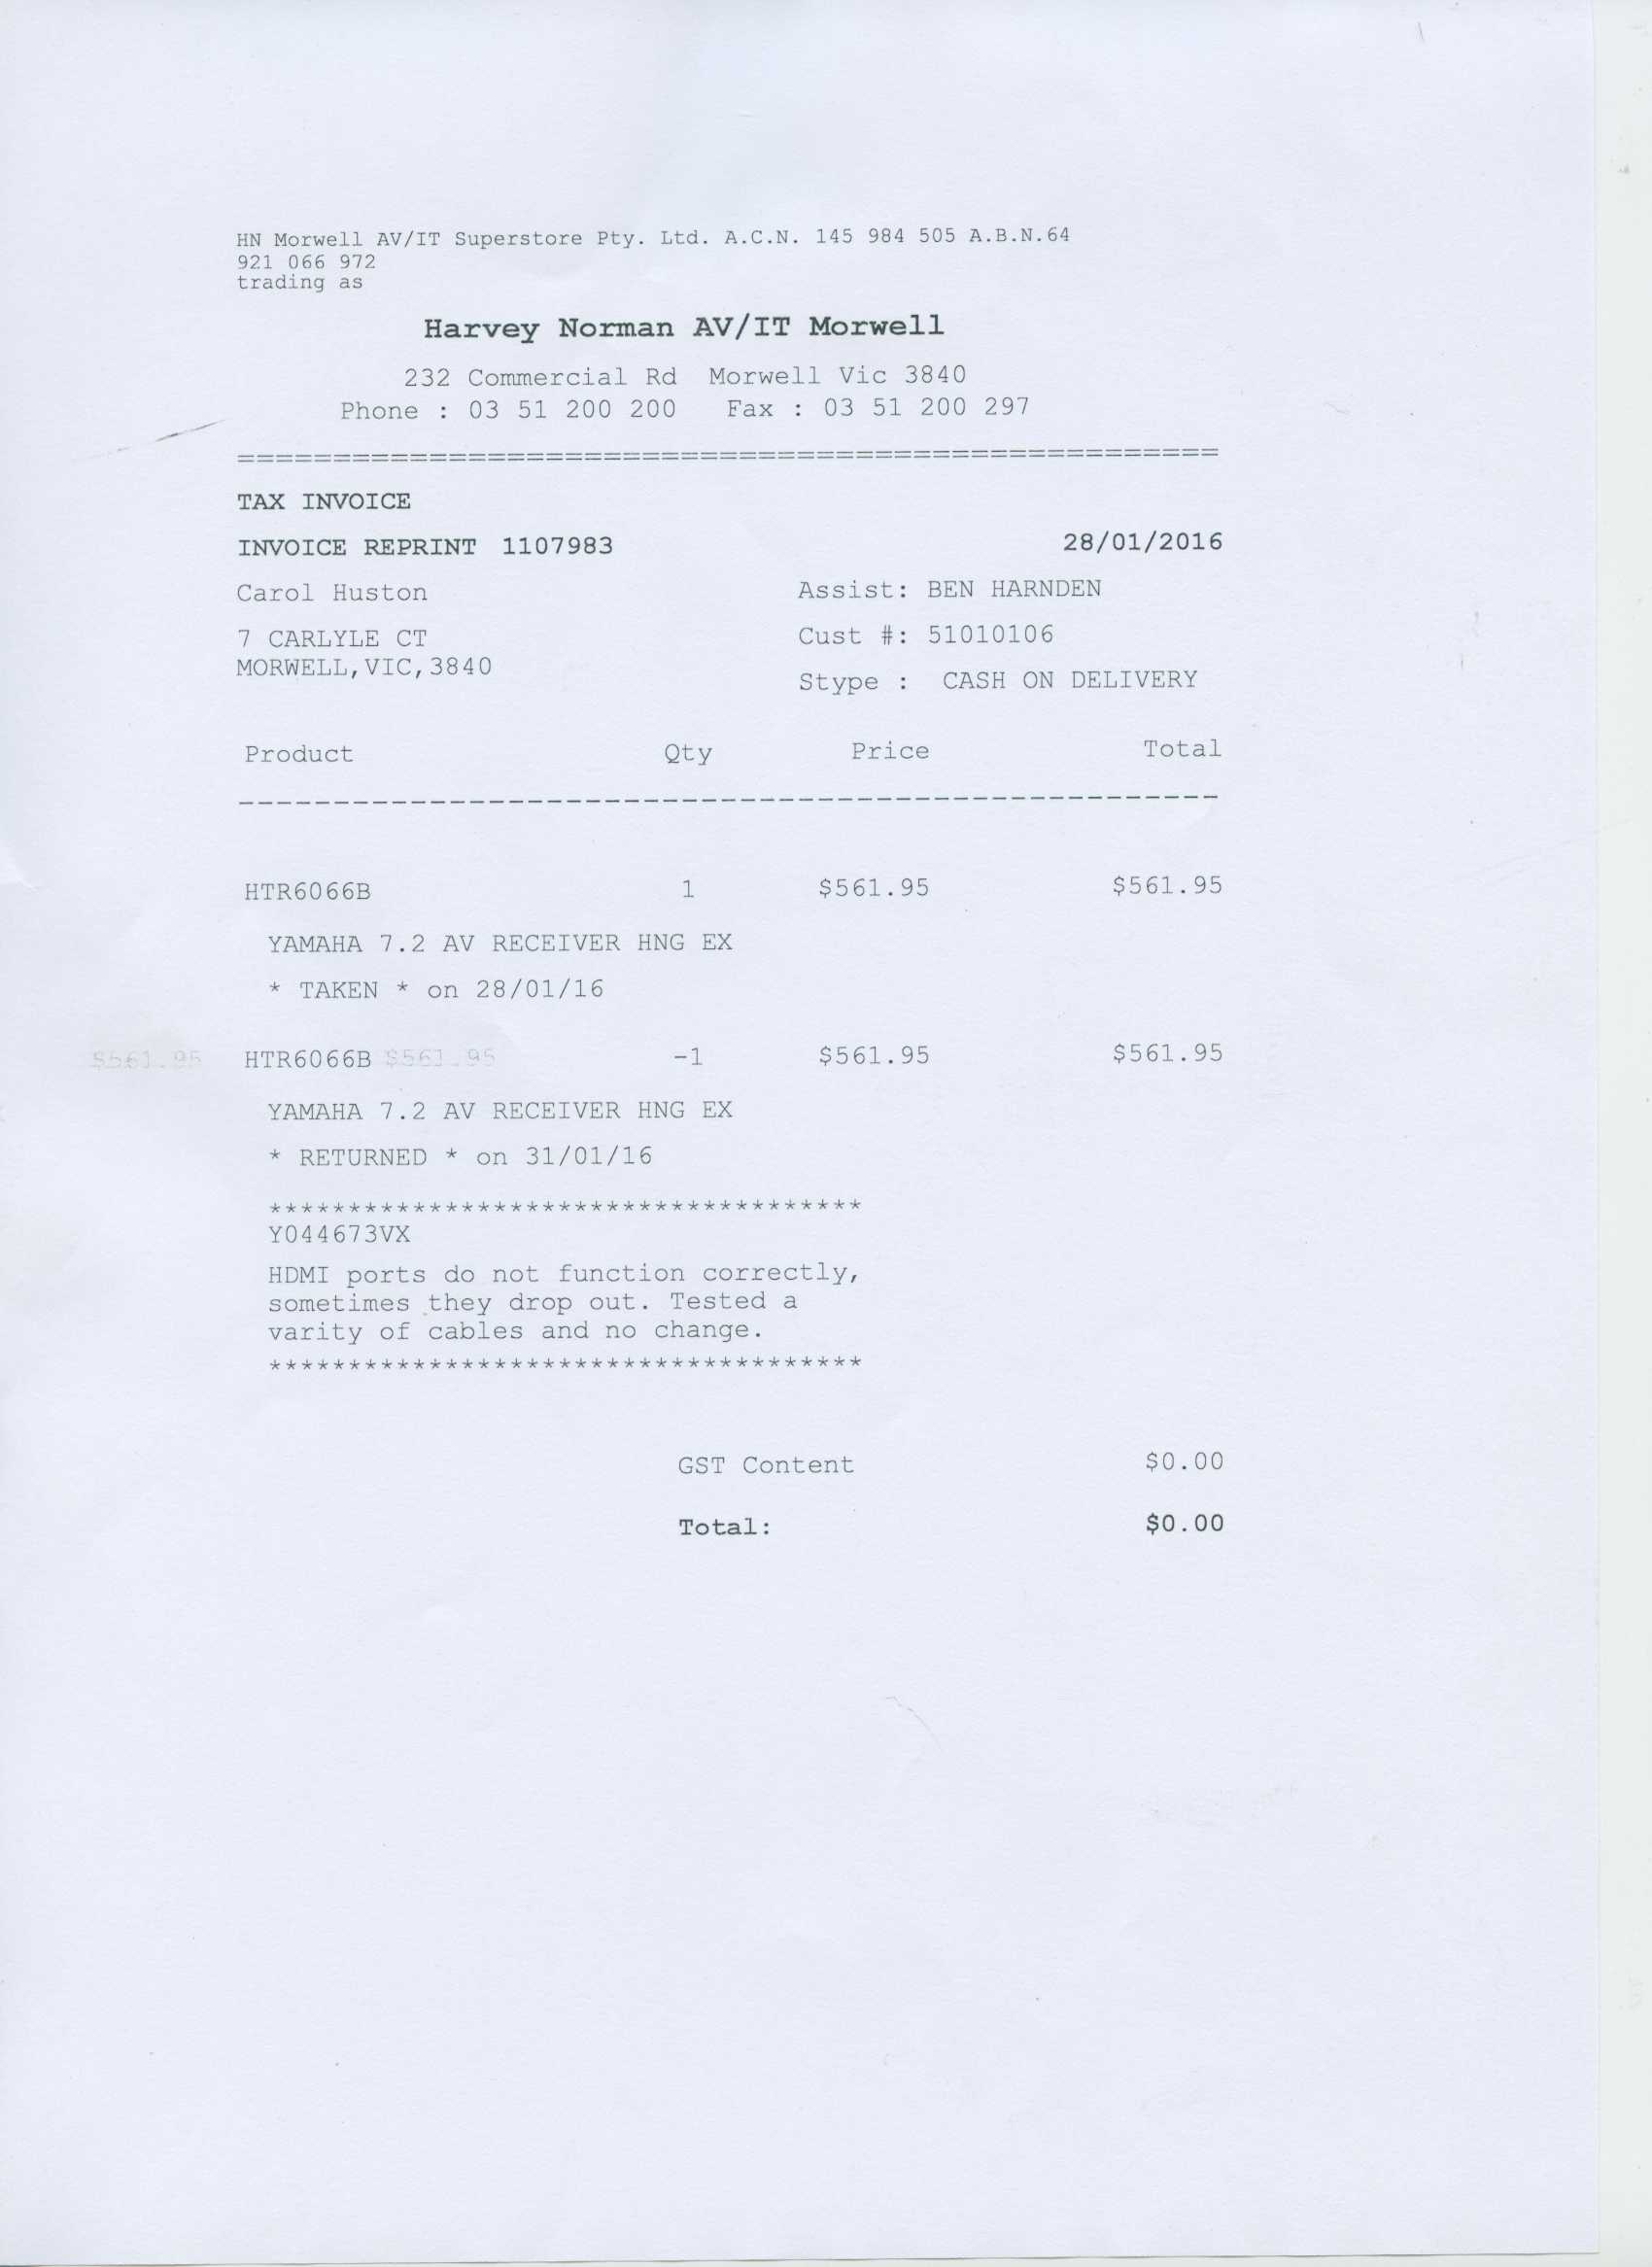 HN Morwell AV/IT Superstore Pty. Ltd. A.C.N. 145 984 505 A.B.N.64
921 066 972
trading as
Harvey Norman AV/IT Morwell
232 Commercial Rd  Morwell Vic 3840
Phone : 03 51 200 200   Fax : 03 51 200 297
=====================================================
TAX INVOICE
INVOICE REPRINT 1107983 28/01/2016
Carol Huston Assist: BEN HARNDEN
7 CARLYLE CT Cust #: 51010106
MORWELL,VIC,3840 Stype :  CASH ON DELIVERY
Product Qty Price Total
-----------------------------------------------------
HTR6066B 1 $561.95 $561.95
YAMAHA 7.2 AV RECEIVER HNG EX
* TAKEN * on 28/01/16
$561.95 HTR6066B $561.95 -1 $561.95 $561.95
YAMAHA 7.2 AV RECEIVER HNG EX
* RETURNED * on 31/01/16
*************************************
Y044673VX
HDMI ports do not function correctly,
sometimes they drop out. Tested a
varity of cables and no change.
*************************************
GST Content $0.00
Total: $0.00